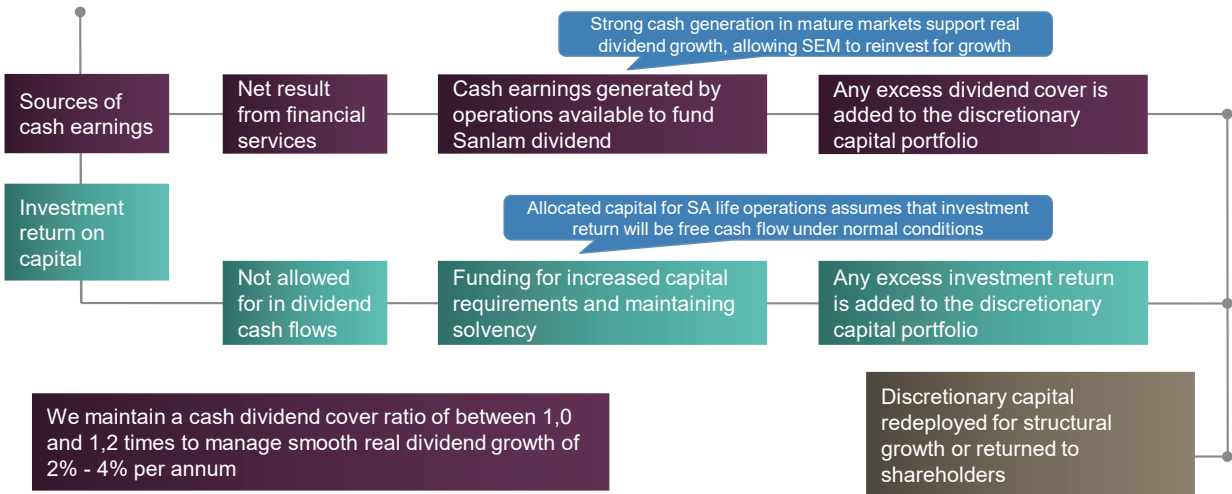 Strong cash generation in mature markets support real
dividend growth, allowing SEM to reinvest for growth
Sources of
cash earnings
Net result
from financial
services
Cash earnings generated by
operations available to fund
Sanlam dividend
Any excess dividend cover is
added to the discretionary
capital portfolio
Investment
return on
capital
Allocated capital for SA life operations assumes that investment
return will be free cash flow under normal conditions
Not allowed
for in dividend
cash flows
Funding for increased capital
requirements and maintaining
solvency
Any excess investment return
is added to the discretionary
capital portfolio
We maintain a cash dividend cover ratio of between 1,0
and 1,2 times to manage smooth real dividend growth of
2% - 4% per annum
Discretionary capital
redeployed for structural
growth or returned to
shareholders